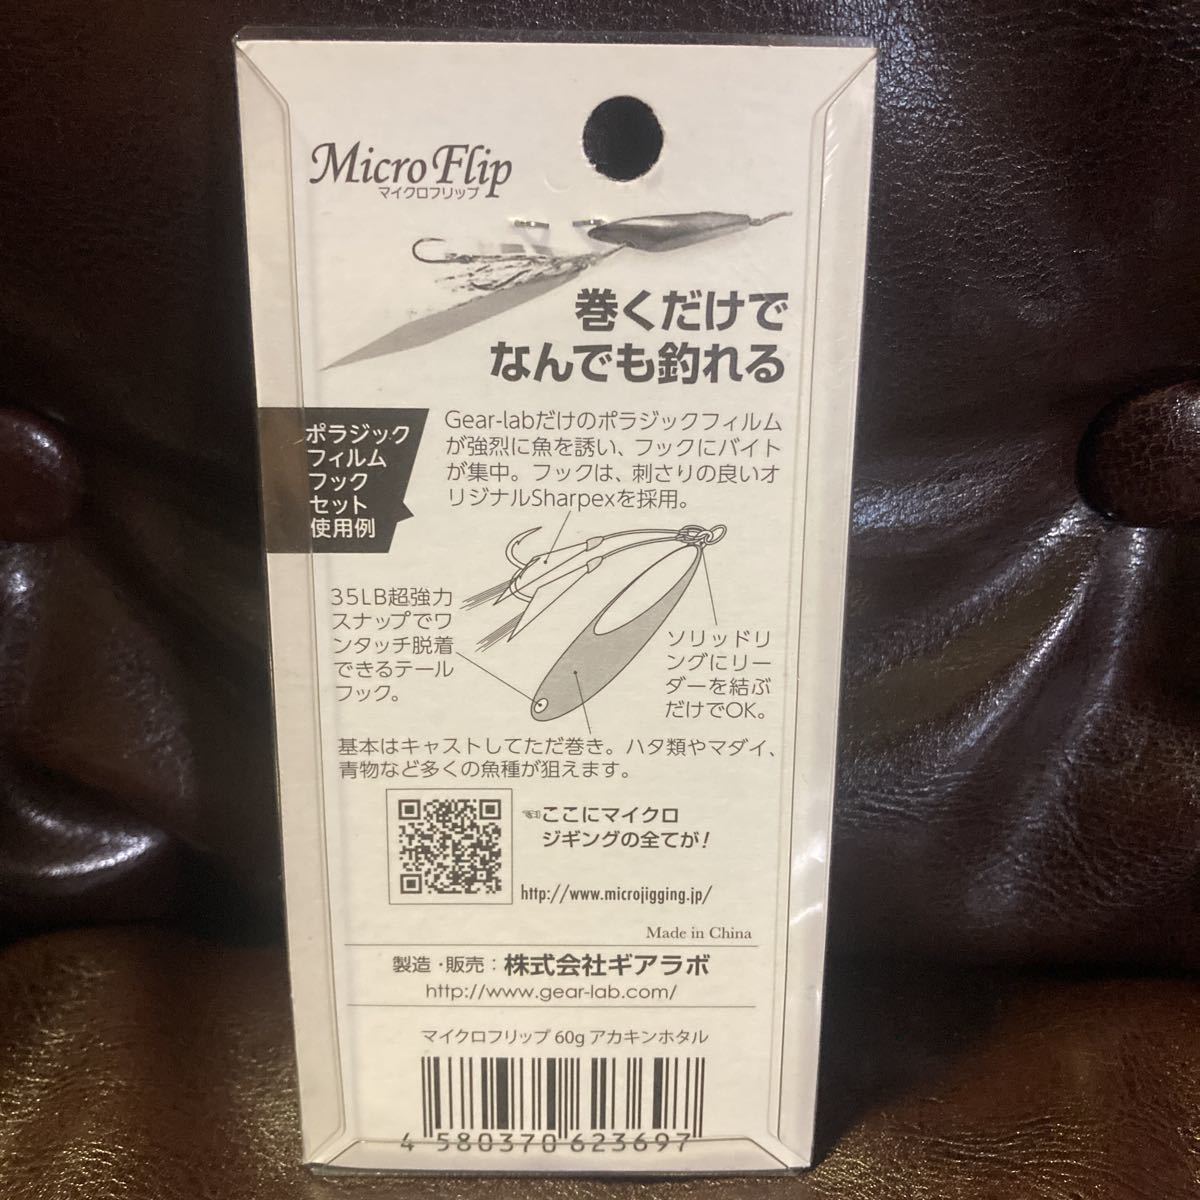 Micro Flip
マイクロフリップ
巻くだけで
なんでも釣れる
ポラジック
フィルム
フック
セット
使用例
Gear-labだけのポラジックフィルム
が強烈に魚を誘い、フックにバイト
が集中。フックは、刺さりの良いオ
リジナルSharpexを採用。
35LB超強力
スナップでワ
ンタッチ脱着
できるテール
フック。
ソリッドリ
ングにリー
ダーを結ぶ
だけでOK。
基本はキャストしてただ巻き。ハタ類やマダイ、
青物など多くの魚種が狙えます。
☜ここにマイクロ
ジギングの全てが!
http://www.microjigging.jp/
Made in China
製造・販売：株式会社ギアラボ
http://www.gear-lab.com/
マイクロフリップ 60g アカキンホタル
4 580370 623697